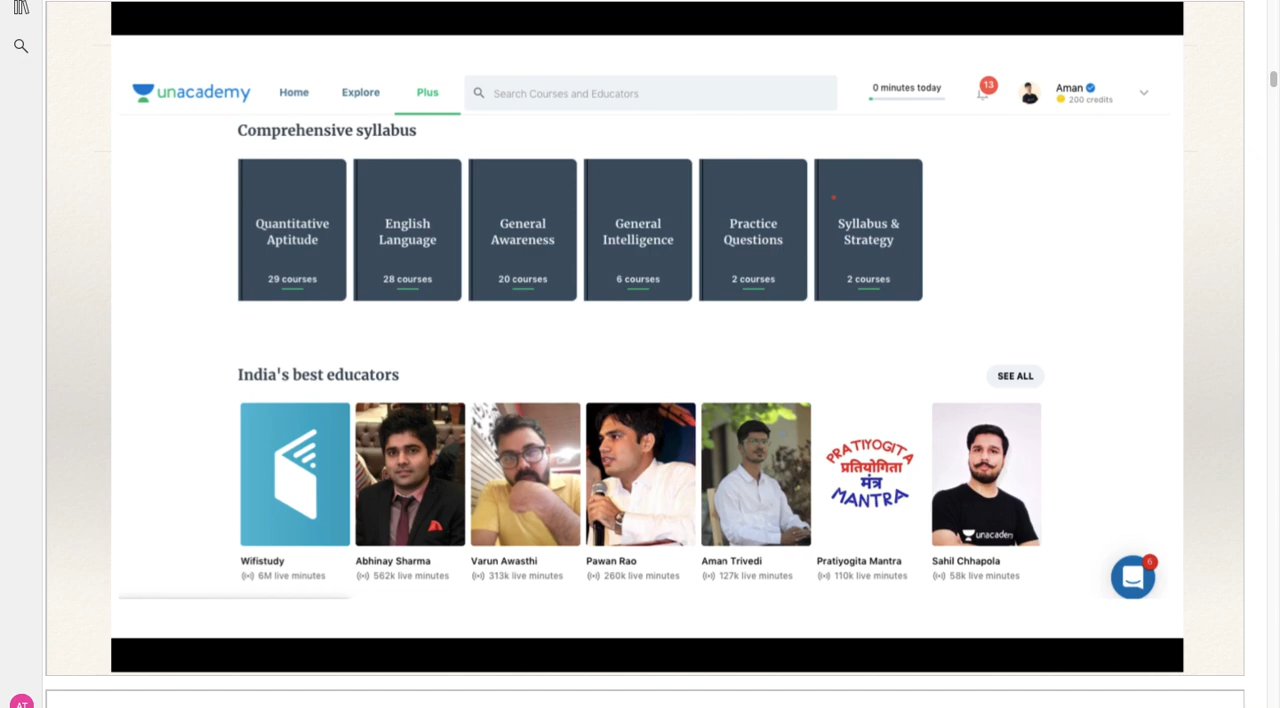 unacademy
Home
Explore
Plus
Search Courses and Educators
0 minutes today
13
Aman
200 credits
Comprehensive syllabus
Quantitative
Aptitude
29 courses
English
Language
28 courses
General
Awareness
20 courses
General
Intelligence
6 courses
Practice
Questions
2 courses
Syllabus &
Strategy
2 courses
India's best educators
SEE ALL
PRATIYOGITA
प्रतियोगिता
मंत्र
MANTRA
unacademy
Wifistudy
6M live minutes
Abhinay Sharma
562k live minutes
Varun Awasthi
313k live minutes
Pawan Rao
260k live minutes
Aman Trivedi
127k live minutes
Pratiyogita Mantra
110k live minutes
Sahil Chhapola
58k live minutes
6
AT